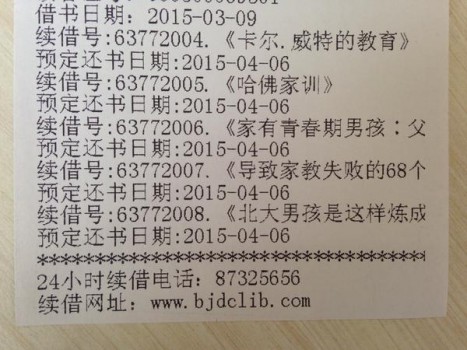 借书日期：2015-03-09
续借号:63772004.《卡尔.威特的教育》
预定还书日期:2015-04-06
续借号:63772005.《哈佛家训》
预定还书日期:2015-04-06
续借号:63772006.《家有青春期男孩：父
预定还书日期:2015-04-06
续借号:63772007.《导致家教失败的68个
预定还书日期:2015-04-06
续借号:63772008.《北大男孩是这样炼成
预定还书日期:2015-04-06
****************************************
24小时续借电话：87325656
续借网址：www.bjdclib.com